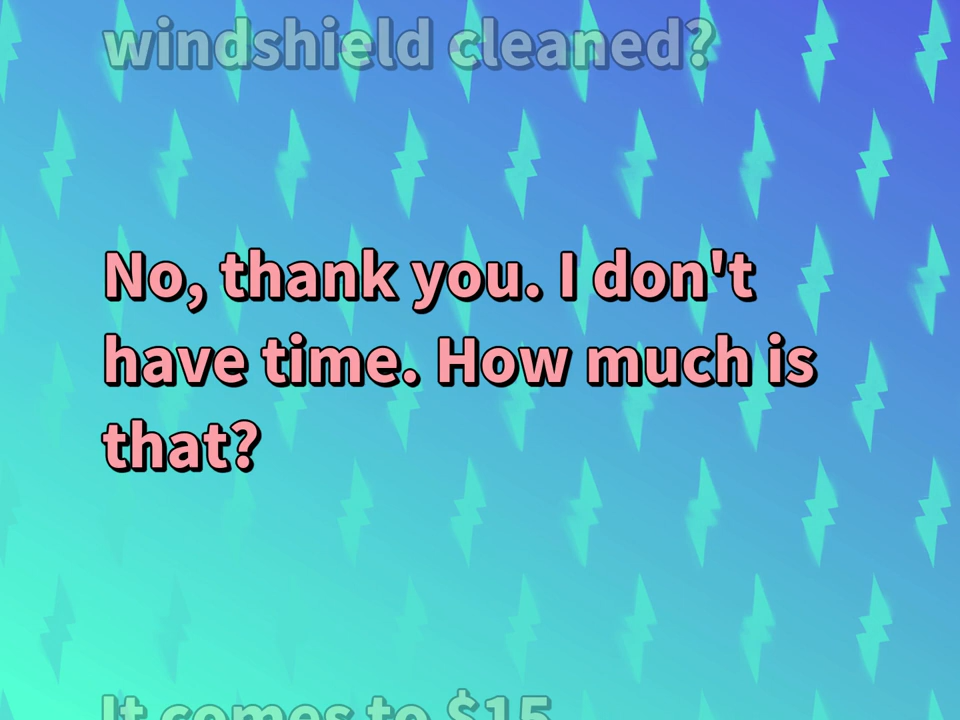 windshield cleaned?
No, thank you. I don't
have time. How much is
that?
It comes to $15